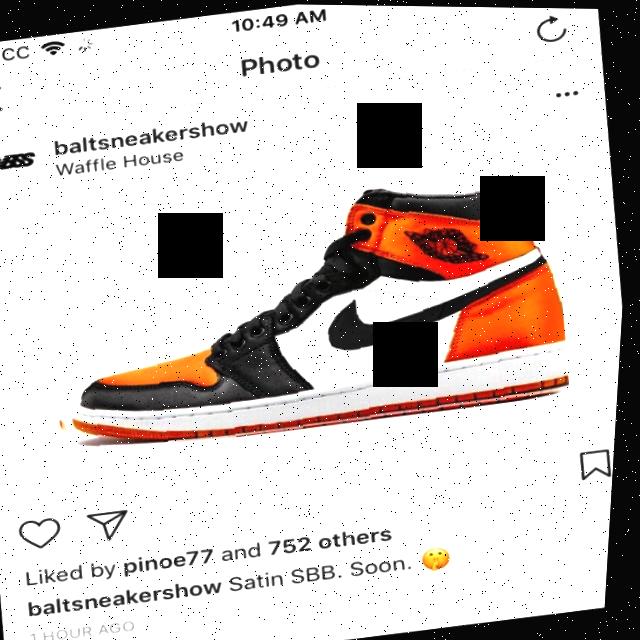 CC 10:49 AM
Photo
baltsneakershow
Waffle House
Liked by pinoe77 and 752 others
baltsneakershow Satin SBB. Soon. 🤫
1 HOUR AGO